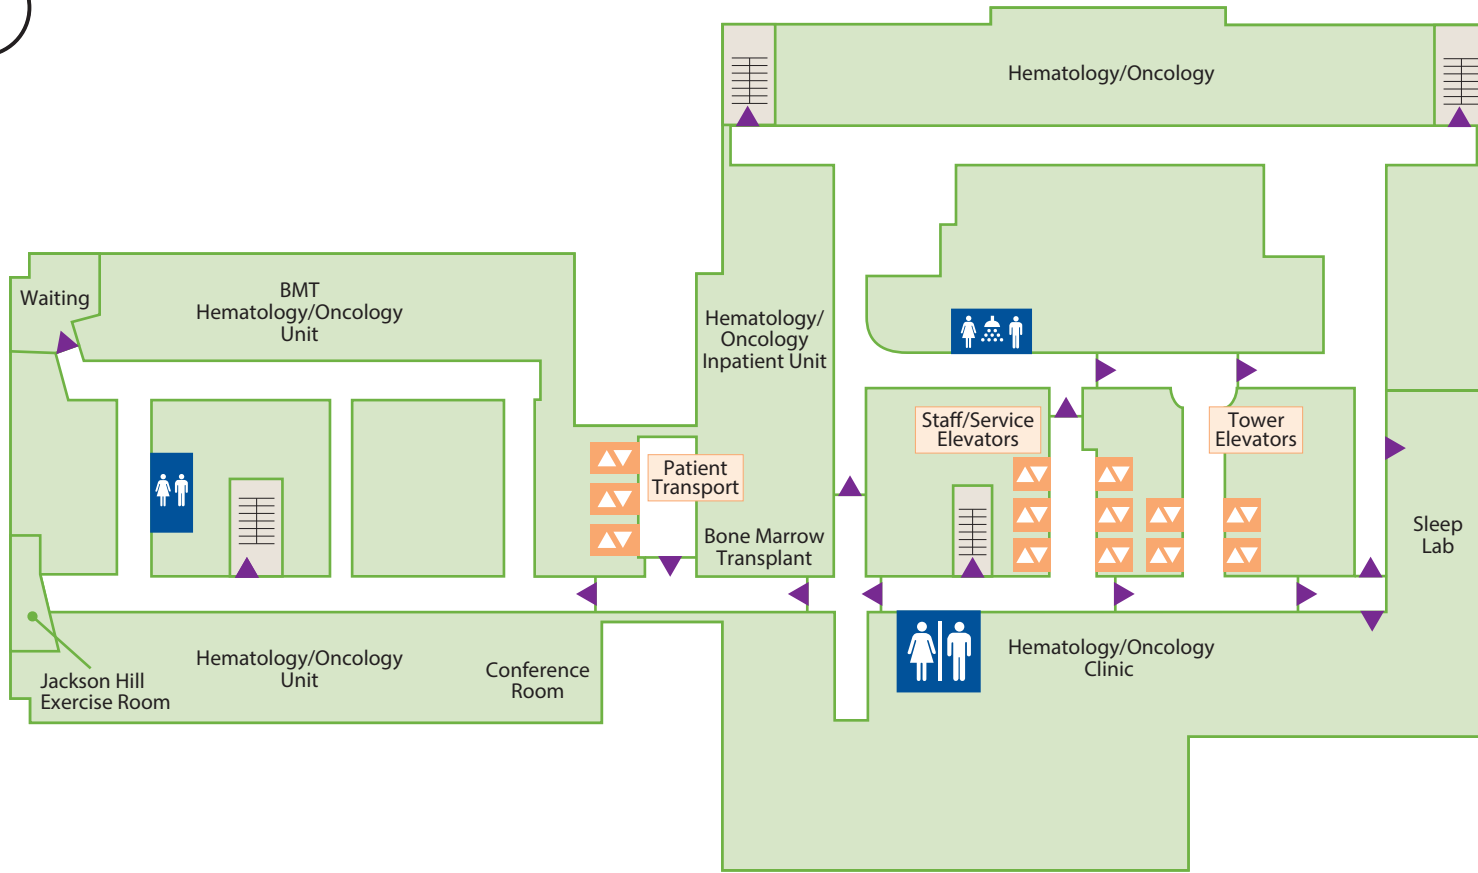 Hematology/Oncology
Waiting
BMT
Hematology/Oncology
Unit
Hematology/
Oncology
Inpatient Unit
Staff/Service
Elevators
Tower
Elevators
Patient
Transport
Bone Marrow
Transplant
Sleep
Lab
Hematology/Oncology
Unit
Conference
Room
Hematology/Oncology
Clinic
Jackson Hill
Exercise Room